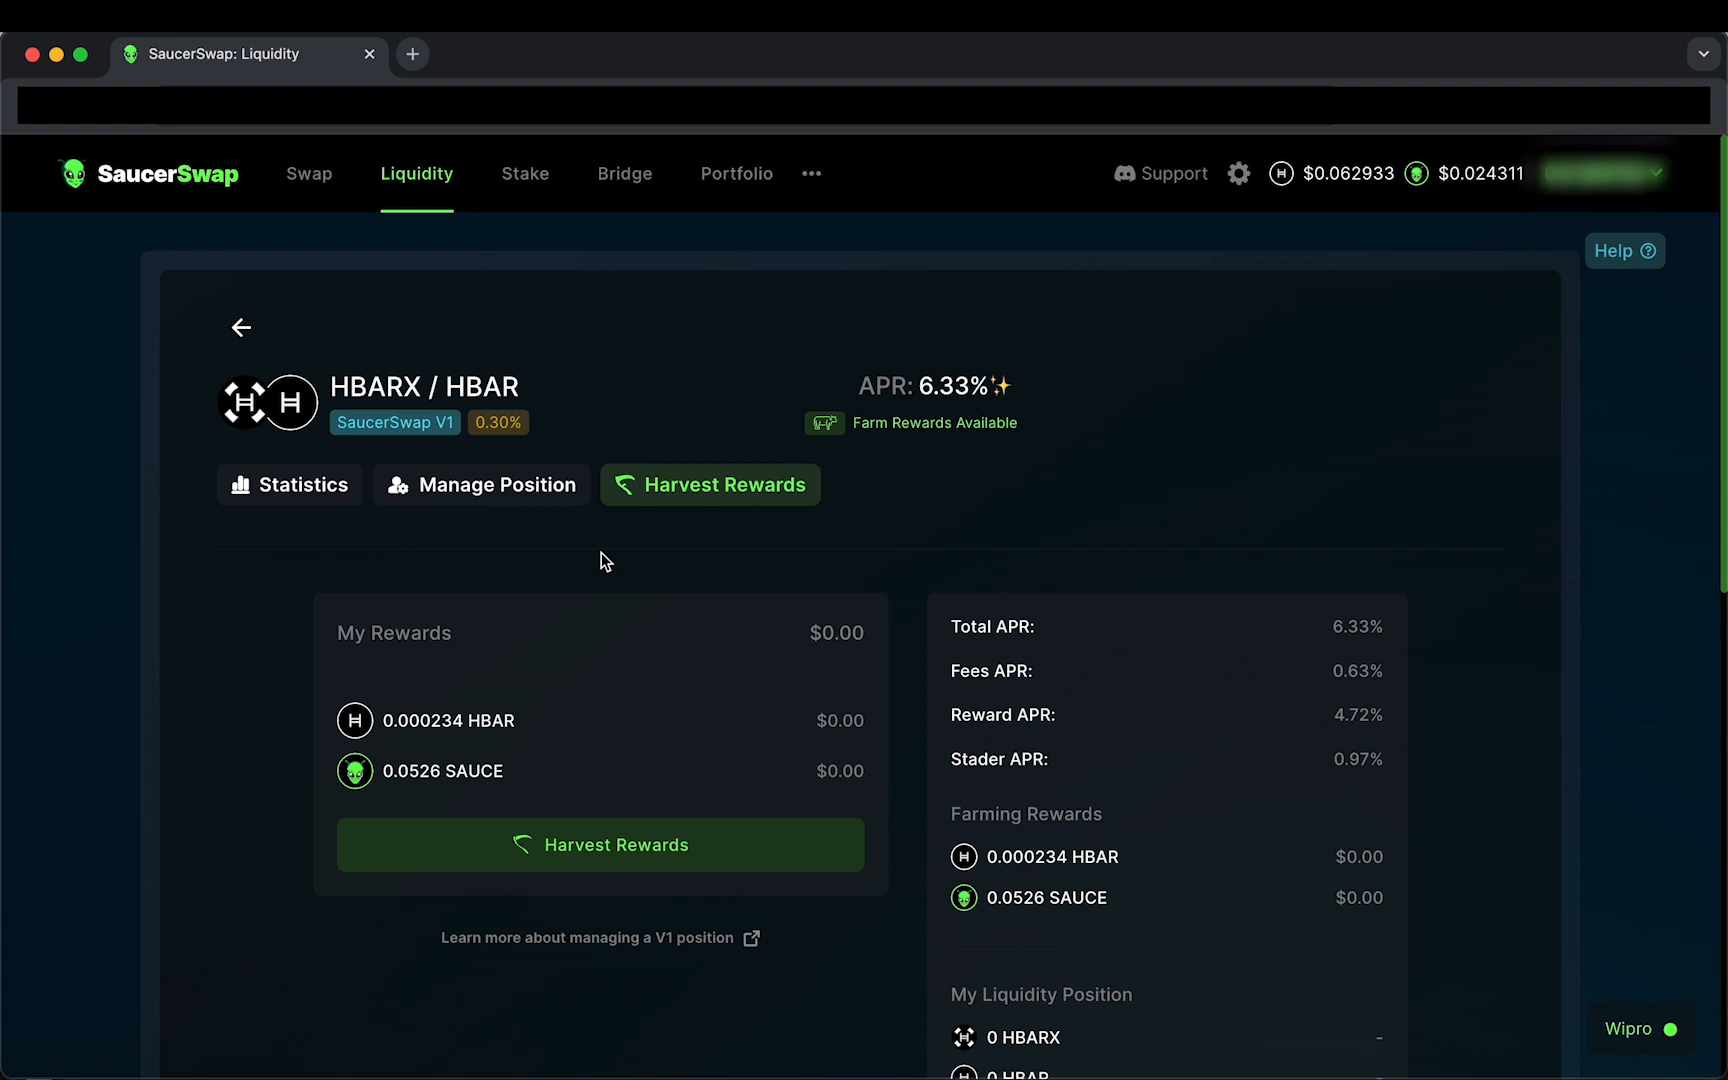 SaucerSwap: Liquidity
SaucerSwap
Swap
Liquidity
Stake
Bridge
Portfolio
Support
$0.062933
$0.024311
Help
HBARX / HBAR
SaucerSwap V1
0.30%
APR: 6.33%✨
Farm Rewards Available
Statistics
Manage Position
Harvest Rewards
My Rewards
$0.00
0.000234 HBAR
$0.00
0.0526 SAUCE
$0.00
Harvest Rewards
Learn more about managing a V1 position
Total APR:
6.33%
Fees APR:
0.63%
Reward APR:
4.72%
Stader APR:
0.97%
Farming Rewards
0.000234 HBAR
$0.00
0.0526 SAUCE
$0.00
My Liquidity Position
0 HBARX
-
0 HBAR
Wipro